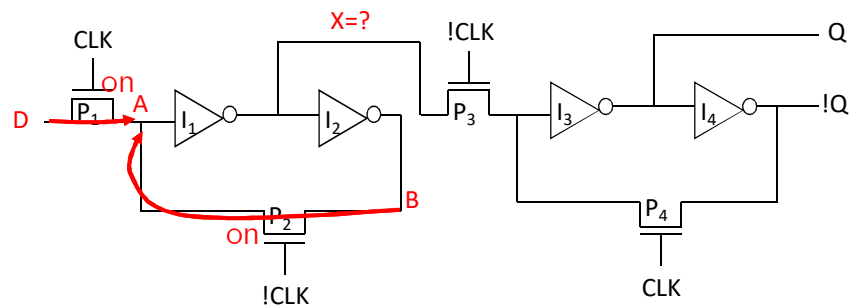 X=?
CLK
!CLK
Q
on
A
D
P1
I1
I2
P3
I3
I4
!Q
B
P2
P4
on
!CLK
CLK